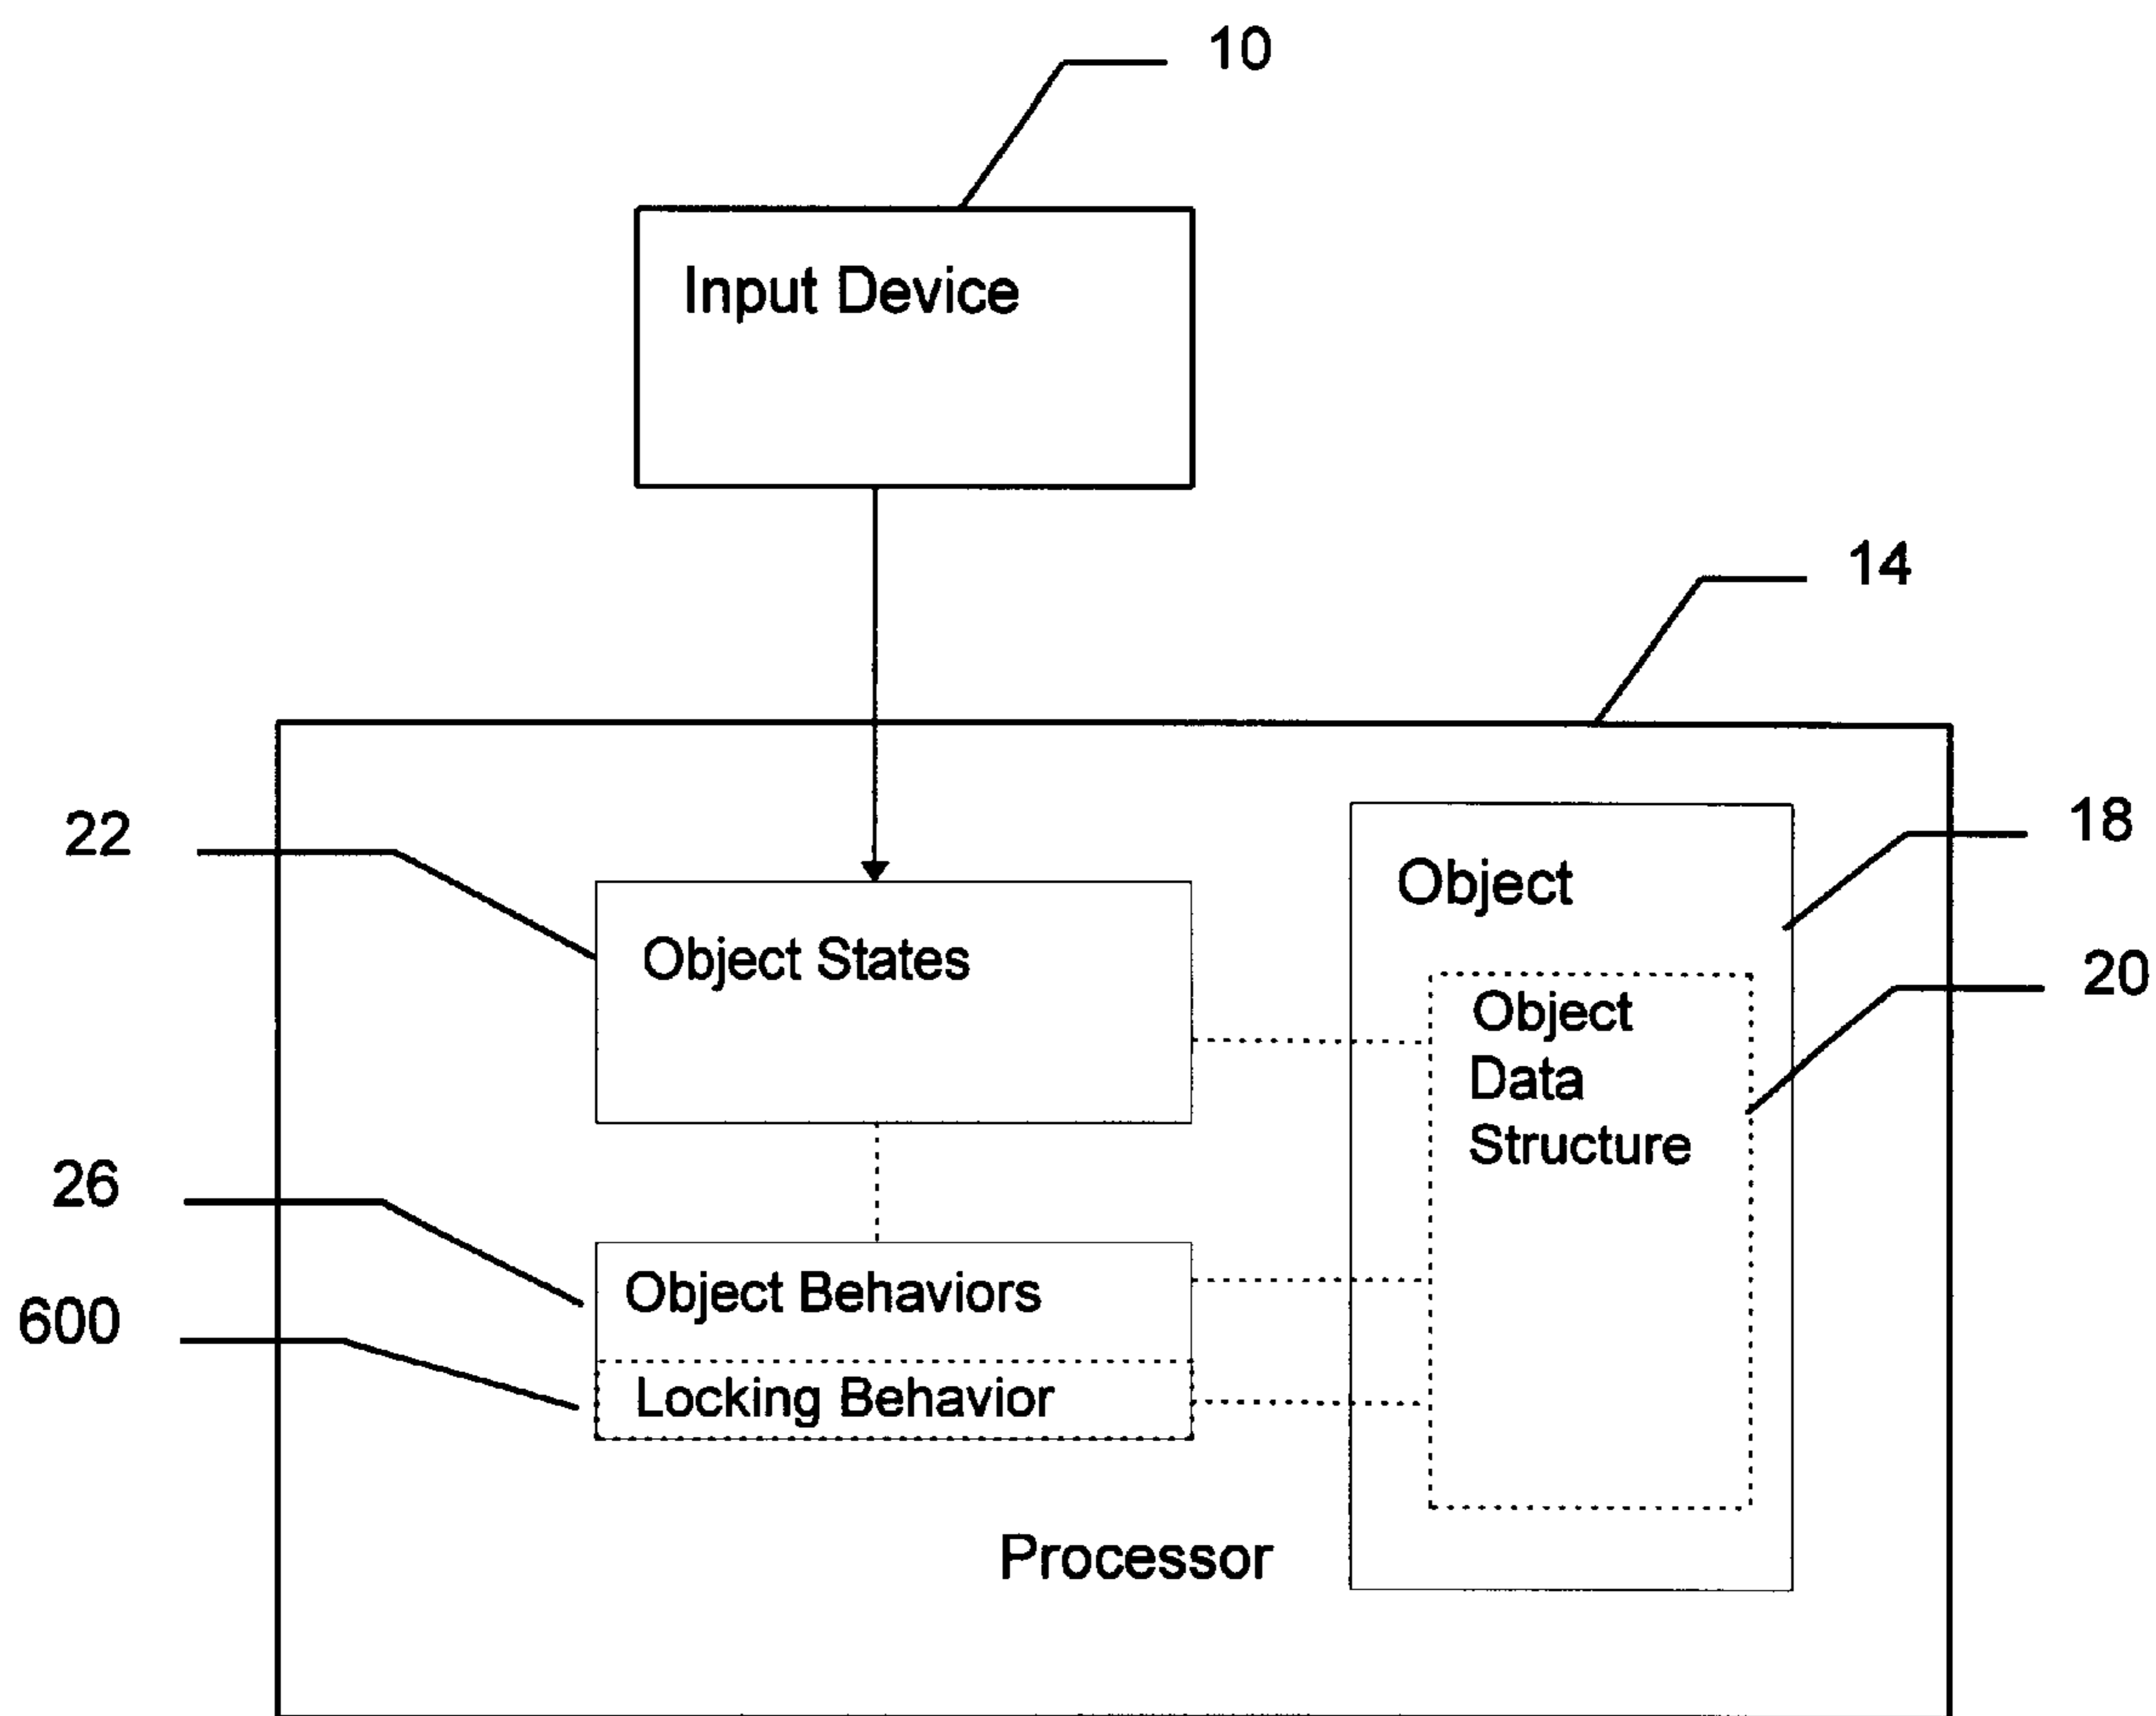 10
Input Device
14
22
18
Object
Object States
20
Object
Data
Structure
26
Object Behaviors
600
Locking Behavior
Processor